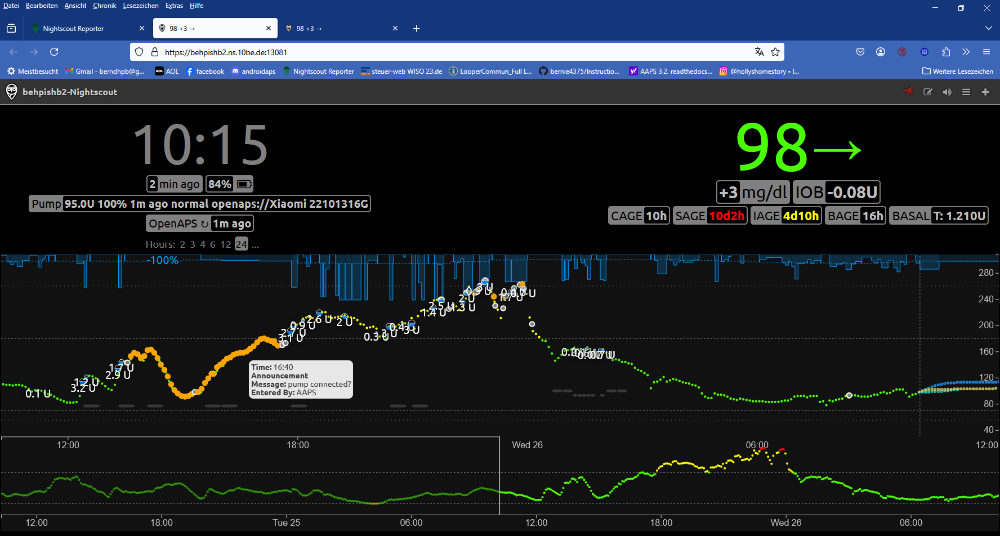 Datei Bearbeiten Ansicht Chronik Lesezeichen Extras Hilfe
Nightscout Reporter
98 +3 →
98 +3 →
https://behpishb2.ns.10be.de:13081
Meistbesucht Gmail - berndhpb@g... AOL AOL facebook androidaps Nightscout Reporter steuer-web WISO 23.de LooperCommun_Full L... bernie4375/Instructio... AAPS 3.2. readthedocs... @hollyshomestory • I... Weitere Lesezeichen
behpishb2-Nightscout
10:15
98→
2 min ago 84%
+3 mg/dl IOB -0.08U
Pump 95.0U 100% 1m ago normal openaps://Xiaomi 22101316G
CAGE 10h SAGE 10d2h IAGE 4d10h BAGE 16h BASAL T: 1.210U
OpenAPS ↻ 1m ago
Hours: 2 3 4 6 12 24 ...
-100%
280
240
200
160
120
80
40
0.1 U
3.2 U
1.2 U
2.9 U
1.7 U
3.1 U
2.7 U
0.9 U
2.6 U
2 U
0.3 U
3 U
0.4 U
3 U
1.4 U
2.5 U
1.3 U
2 U
0.9 U
3 U
1.7 U
Time: 16:40
Announcement
Message: pump connected?
Entered By: AAPS
12:00 18:00 Wed 26 06:00 12:00
12:00 18:00 Tue 25 06:00 12:00 18:00 Wed 26 06:00